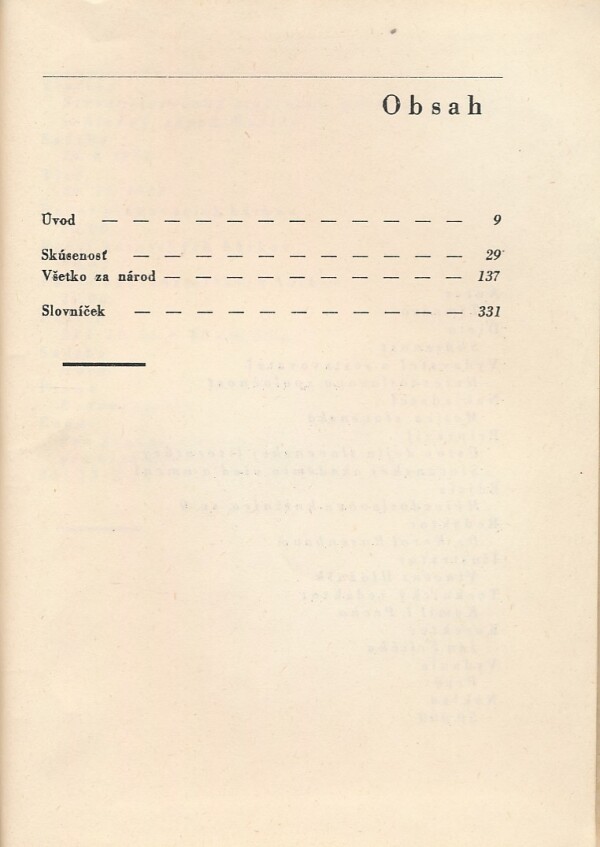 Obsah
Úvod — — — — — — — — — — — — — 9
Skúsenosť — — — — — — — — — — — — 29
Všetko za národ — — — — — — — — — — — 137
Slovníček — — — — — — — — — — — — 331